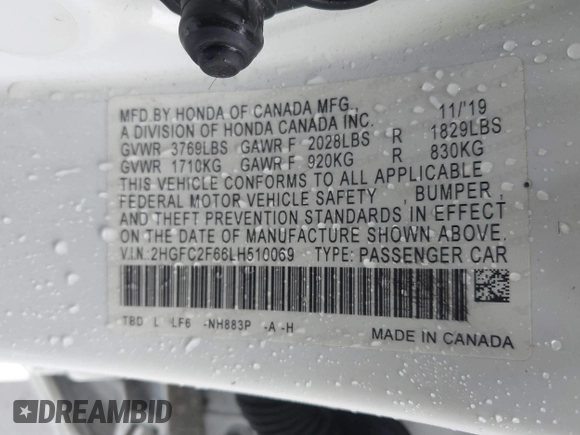 MFD.BY HONDA OF CANADA MFG., 11/'19
A DIVISION OF HONDA CANADA INC.
GVWR 3769LBS GAWR F 2028LBS R 1829LBS
GVWR 1710KG GAWR F 920KG R 830KG
THIS VEHICLE CONFORMS TO ALL APPLICABLE
FEDERAL MOTOR VEHICLE SAFETY , BUMPER,
AND THEFT PREVENTION STANDARDS IN EFFECT
ON THE DATE OF MANUFACTURE SHOWN ABOVE.
V.I.N.:2HGFC2F66LH510069 TYPE: PASSENGER CAR
TBD L LF6 -NH883P -A -H
MADE IN CANADA
DREAMBID